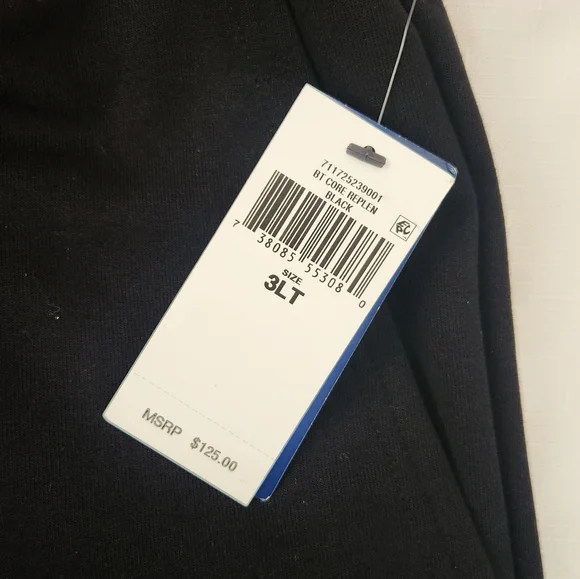 711725239001
BT CORE REPLEN
BLACK
7 38085 55308 0
SIZE
3LT
MSRP $125.00